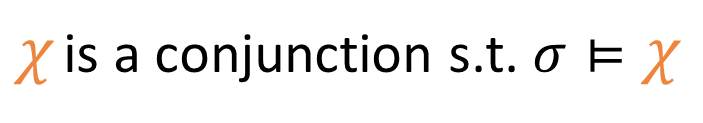 χ is a conjunction s.t. σ ⊨ χ